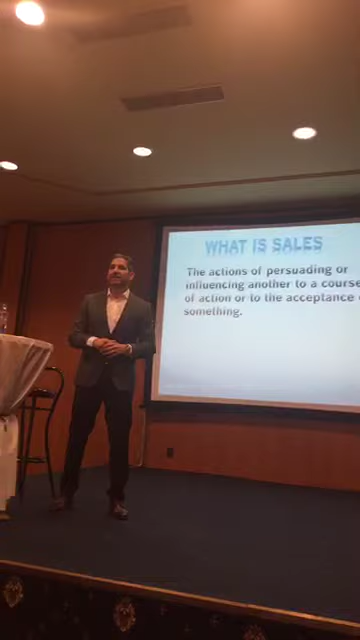 WHAT IS SALES
The actions of persuading or
influencing another to a course
of action or to the acceptance
something.